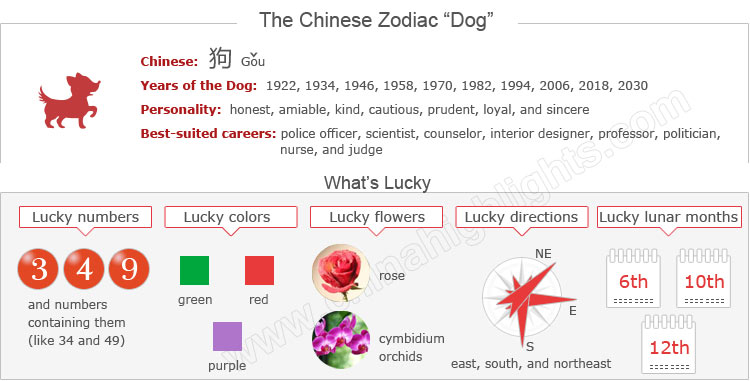 The Chinese Zodiac “Dog”
Chinese: 狗 Gǒu
Years of the Dog: 1922, 1934, 1946, 1958, 1970, 1982, 1994, 2006, 2018, 2030
Personality: honest, amiable, kind, cautious, prudent, loyal, and sincere
Best-suited careers: police officer, scientist, counselor, interior designer, professor, politician,
nurse, and judge
What’s Lucky
Lucky numbers
3 4 9
and numbers
containing them
(like 34 and 49)
Lucky colors
green red
purple
Lucky flowers
rose
cymbidium
orchids
Lucky directions
NE
E
S
east, south, and northeast
Lucky lunar months
6th 10th
12th
www.chinahighlights.com